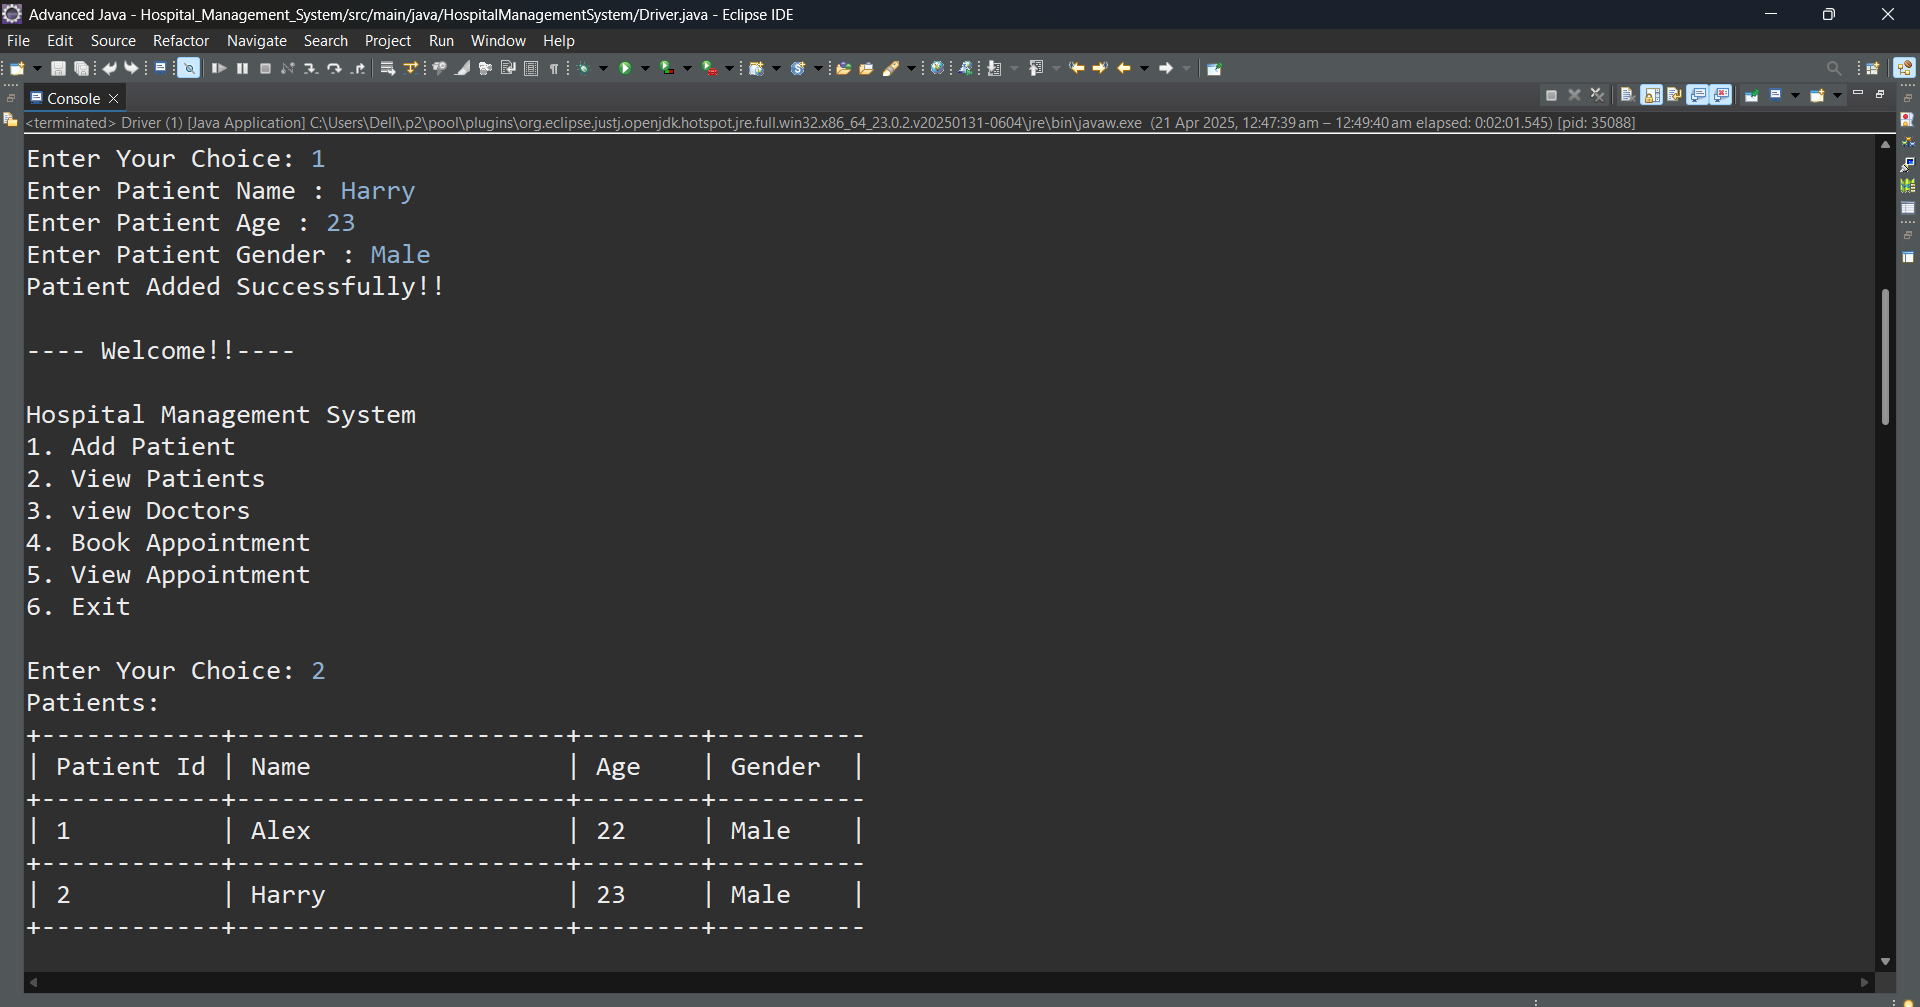 Advanced Java - Hospital_Management_System/src/main/java/HospitalManagementSystem/Driver.java - Eclipse IDE
File Edit Source Refactor Navigate Search Project Run Window Help
Console
<terminated> Driver (1) [Java Application] C:\Users\Dell\.p2\pool\plugins\org.eclipse.justj.openjdk.hotspot.jre.full.win32.x86_64_23.0.2.v20250131-0604\jre\bin\javaw.exe (21 Apr 2025, 12:47:39 am – 12:49:40 am elapsed: 0:02:01.545) [pid: 35088]
Enter Your Choice: 1
Enter Patient Name : Harry
Enter Patient Age : 23
Enter Patient Gender : Male
Patient Added Successfully!!
---- Welcome!!----
Hospital Management System
1. Add Patient
2. View Patients
3. view Doctors
4. Book Appointment
5. View Appointment
6. Exit
Enter Your Choice: 2
Patients:
+------------+----------------------+--------+----------
| Patient Id | Name                 | Age    | Gender  |
+------------+----------------------+--------+----------
| 1          | Alex                 | 22     | Male    |
+------------+----------------------+--------+----------
| 2          | Harry                | 23     | Male    |
+------------+----------------------+--------+----------